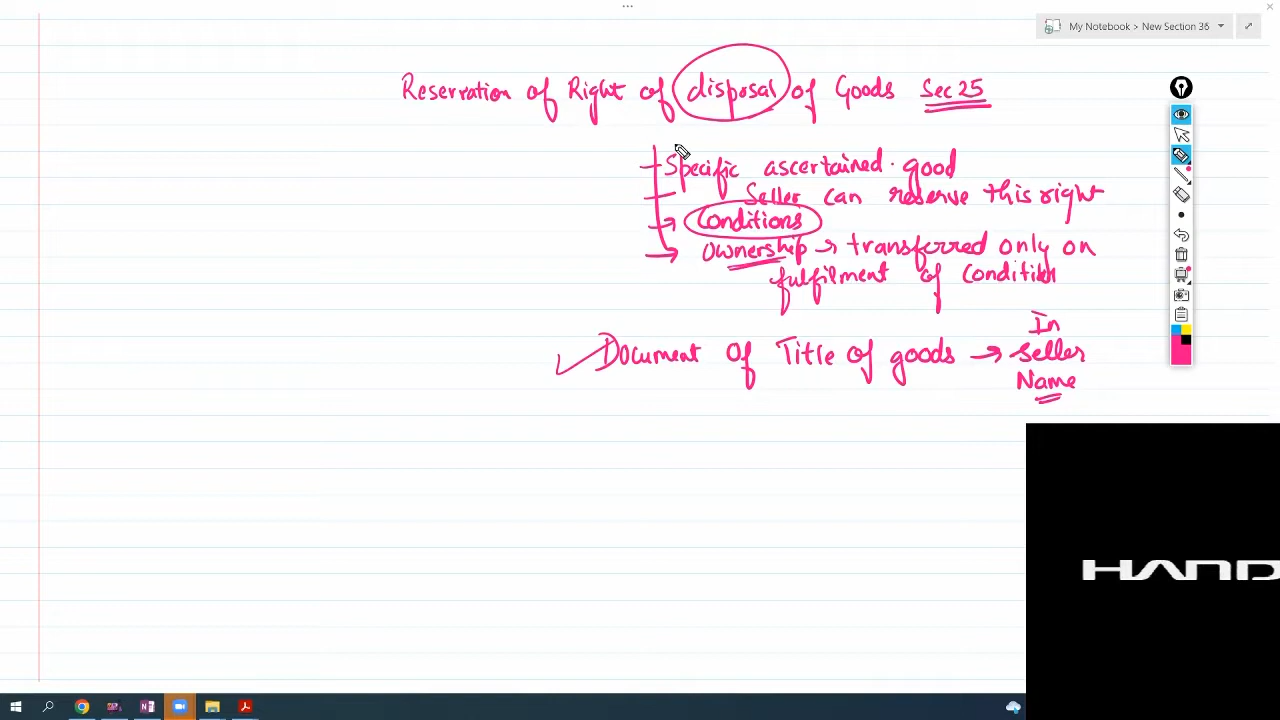 My Notebook > New Section 36
Reservation of Right of disposal of Goods Sec 25
Specific ascertained. good
Seller can reserve this right
Conditions
Ownership → transferred only on
fulfilment of Condition
Document Of Title Of goods → In
Seller
Name
HAND